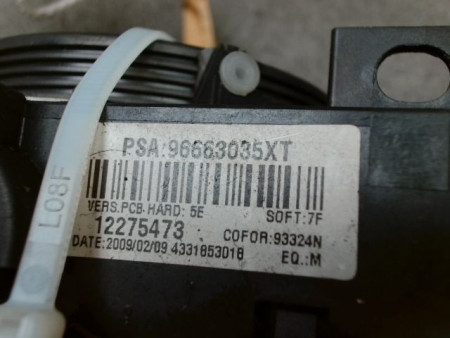 PSA:96663035XT
VERS.PCB-HARD: 5E SOFT:7F
12275473 COFOR:93324N
DATE:2009/02/09 4331853018 EQ.:M
L08F